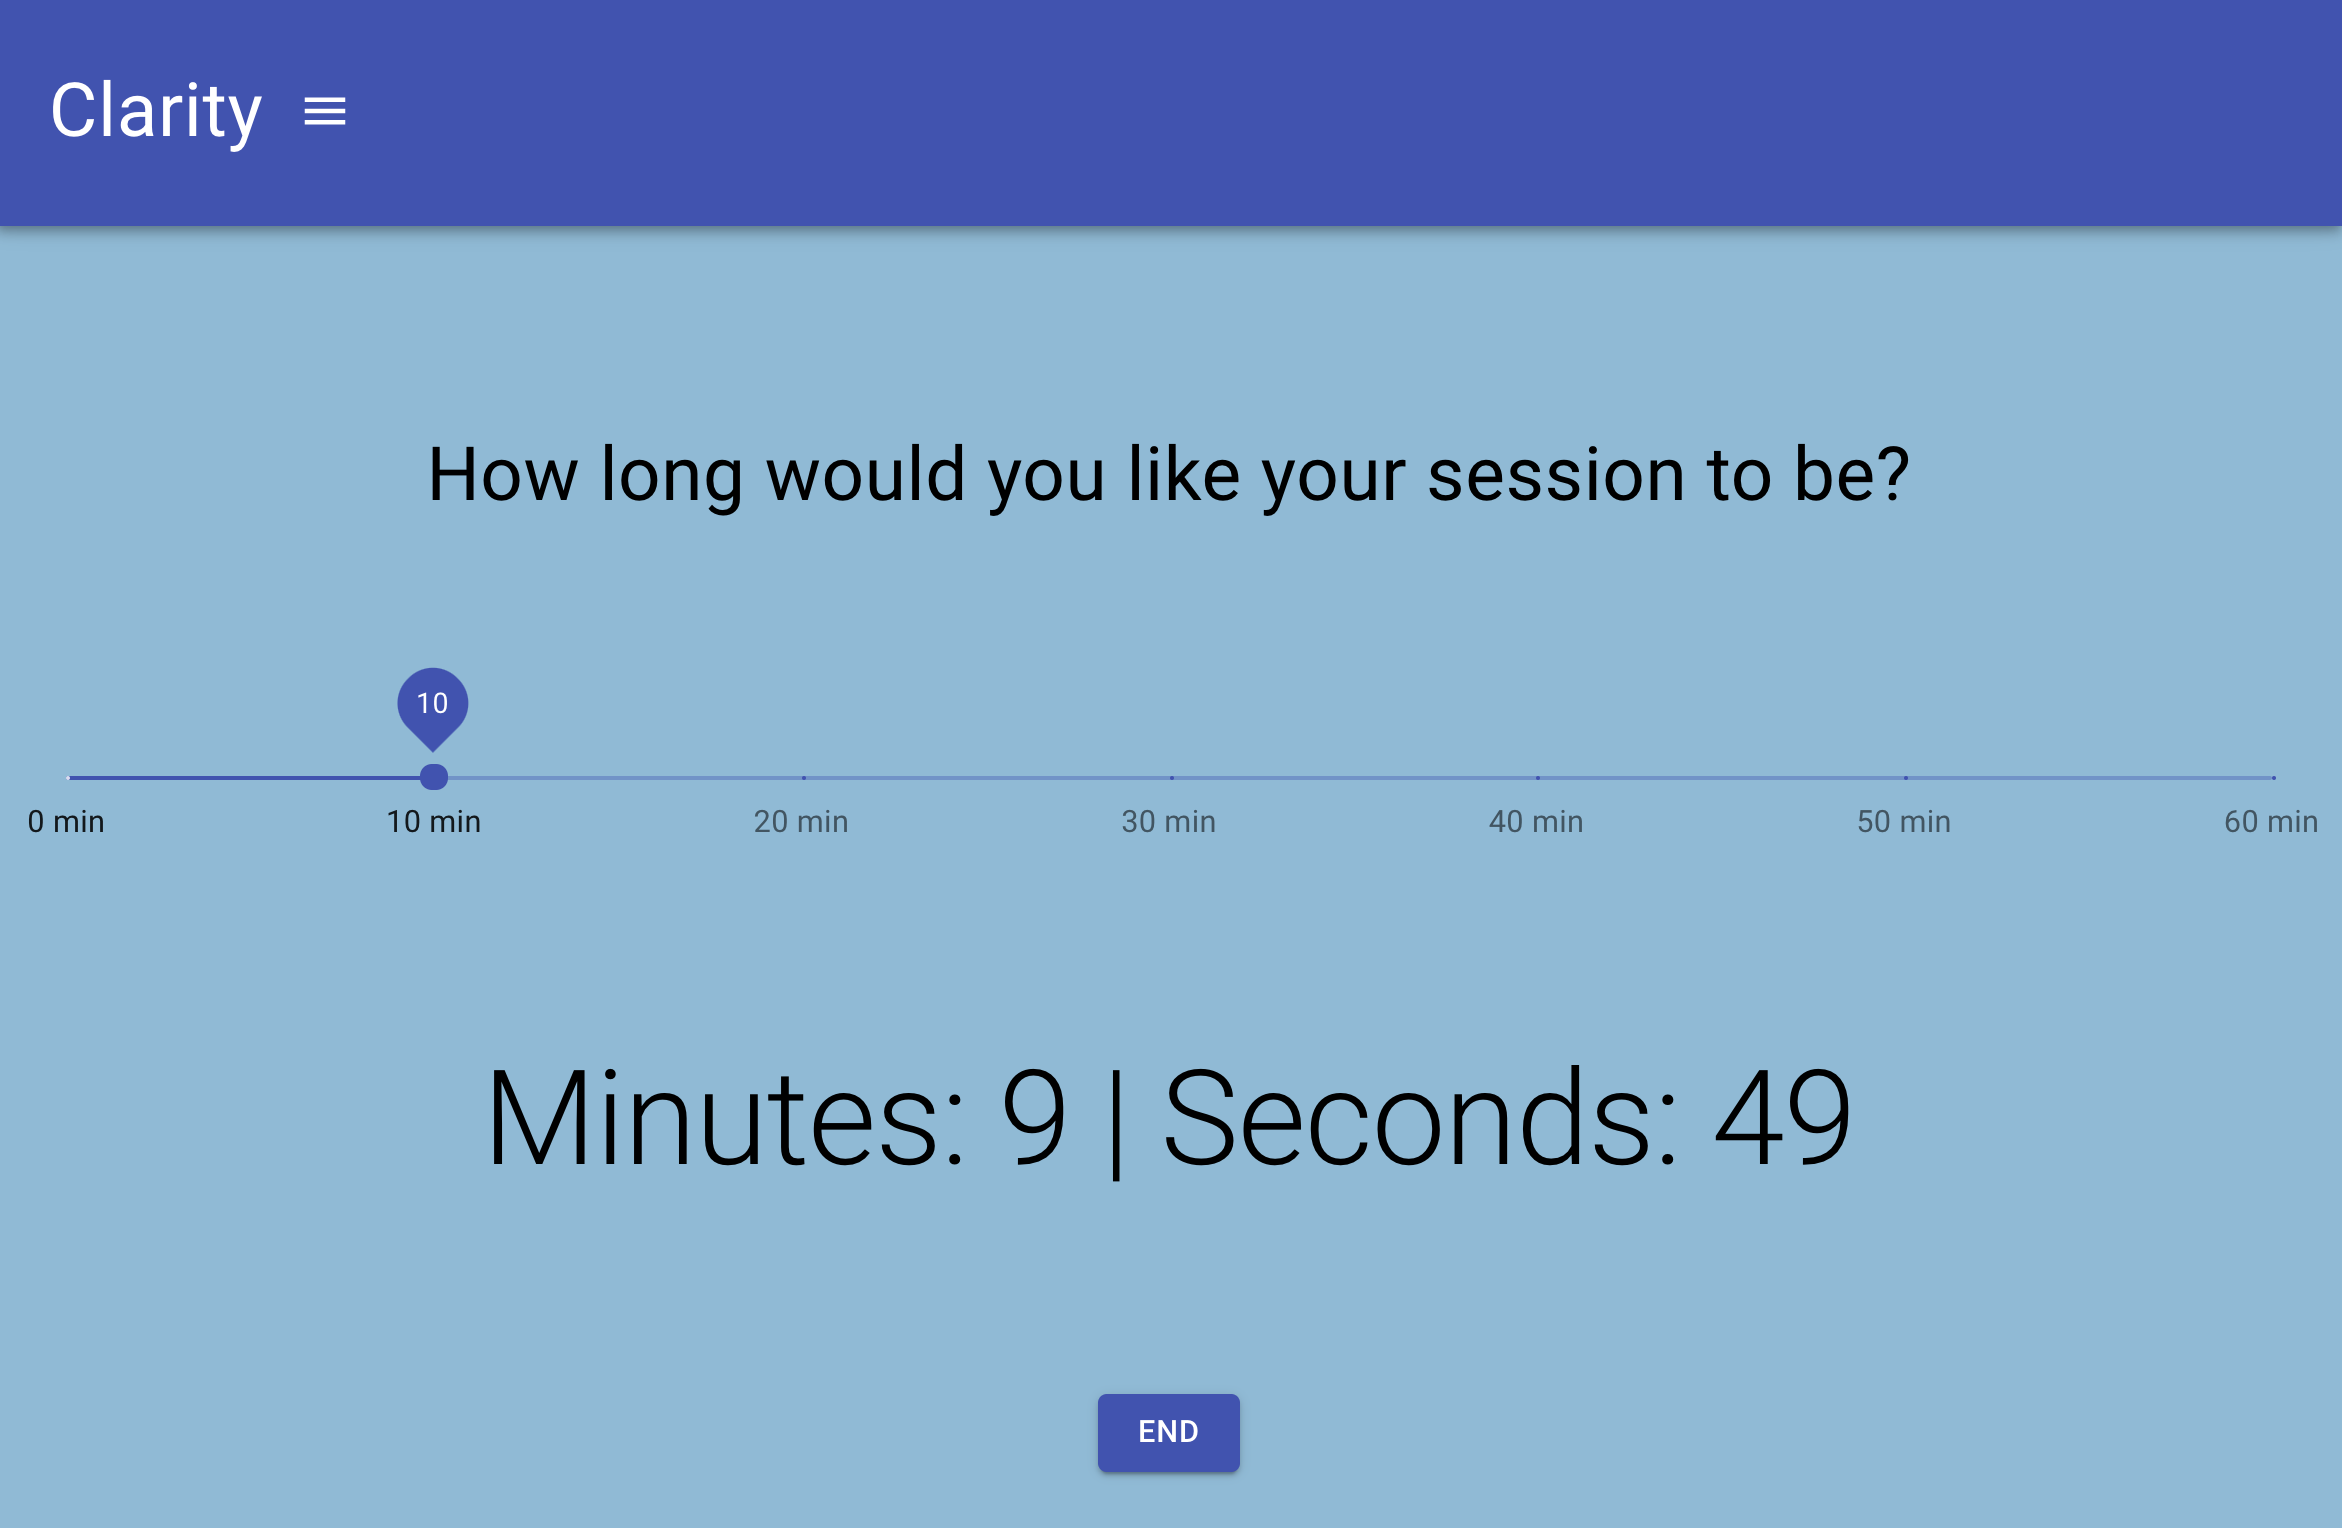 Clarity
How long would you like your session to be?
10
0 min 10 min 20 min 30 min 40 min 50 min 60 min
Minutes: 9 | Seconds: 49
END